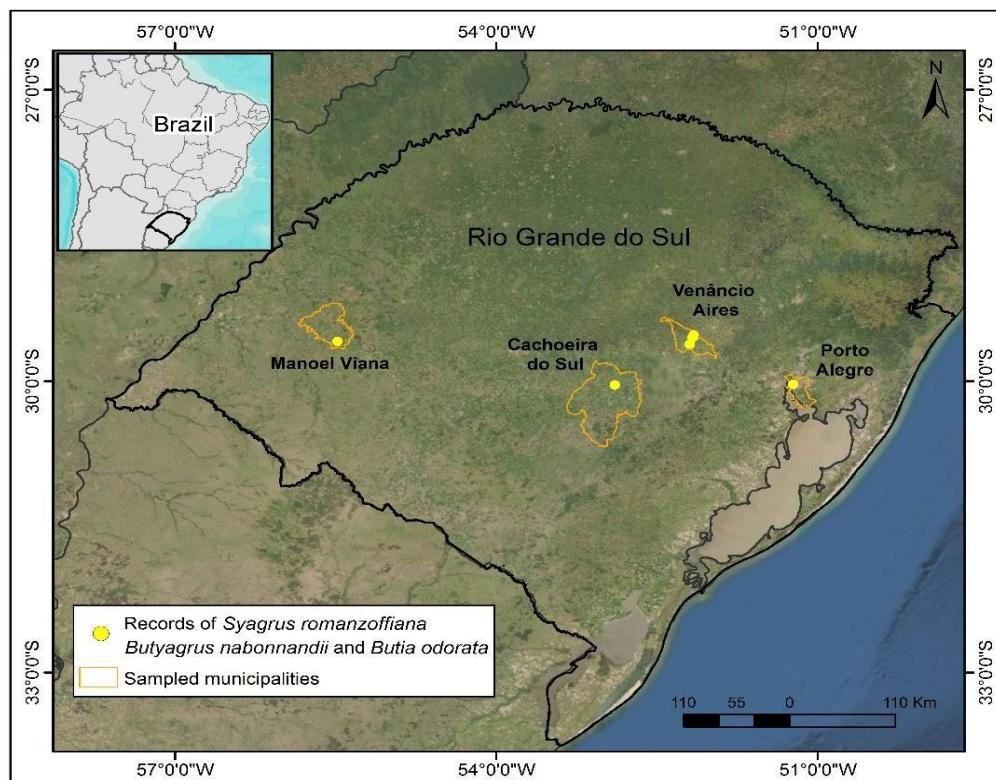 57°0'0"W
54°0'0"W
51°0'0"W
27°0'0"S
27°0'0"S
N
Brazil
Rio Grande do Sul
Venâncio
Aires
Cachoeira
do Sul
Porto
Alegre
Manoel Viana
30°0'0"S
30°0'0"S
Records of Syagrus romanzoffiana
Butyagrus nabonnandii and Butia odorata
Sampled municipalities
33°0'0"S
33°0'0"S
110 55 0 110 Km
57°0'0"W
54°0'0"W
51°0'0"W